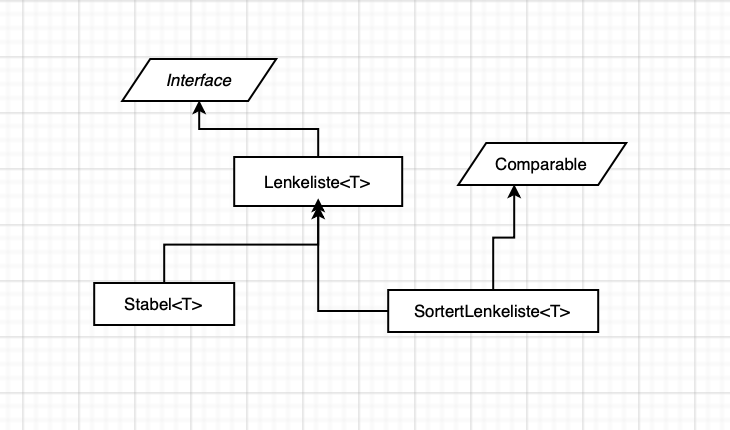 Interface
Comparable
Lenkeliste<T>
Stabel<T>
SortertLenkeliste<T>